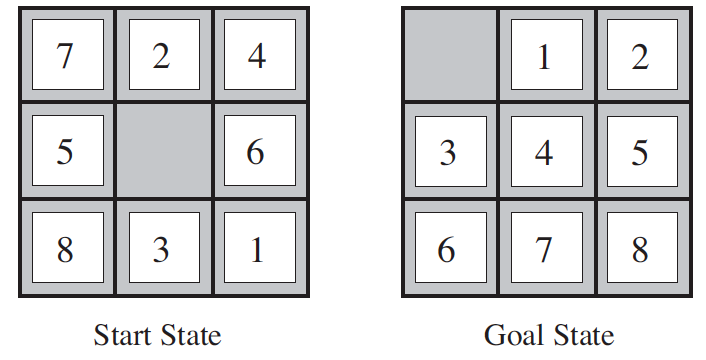 7 2 4
5 6
8 3 1
Start State
1 2
3 4 5
6 7 8
Goal State